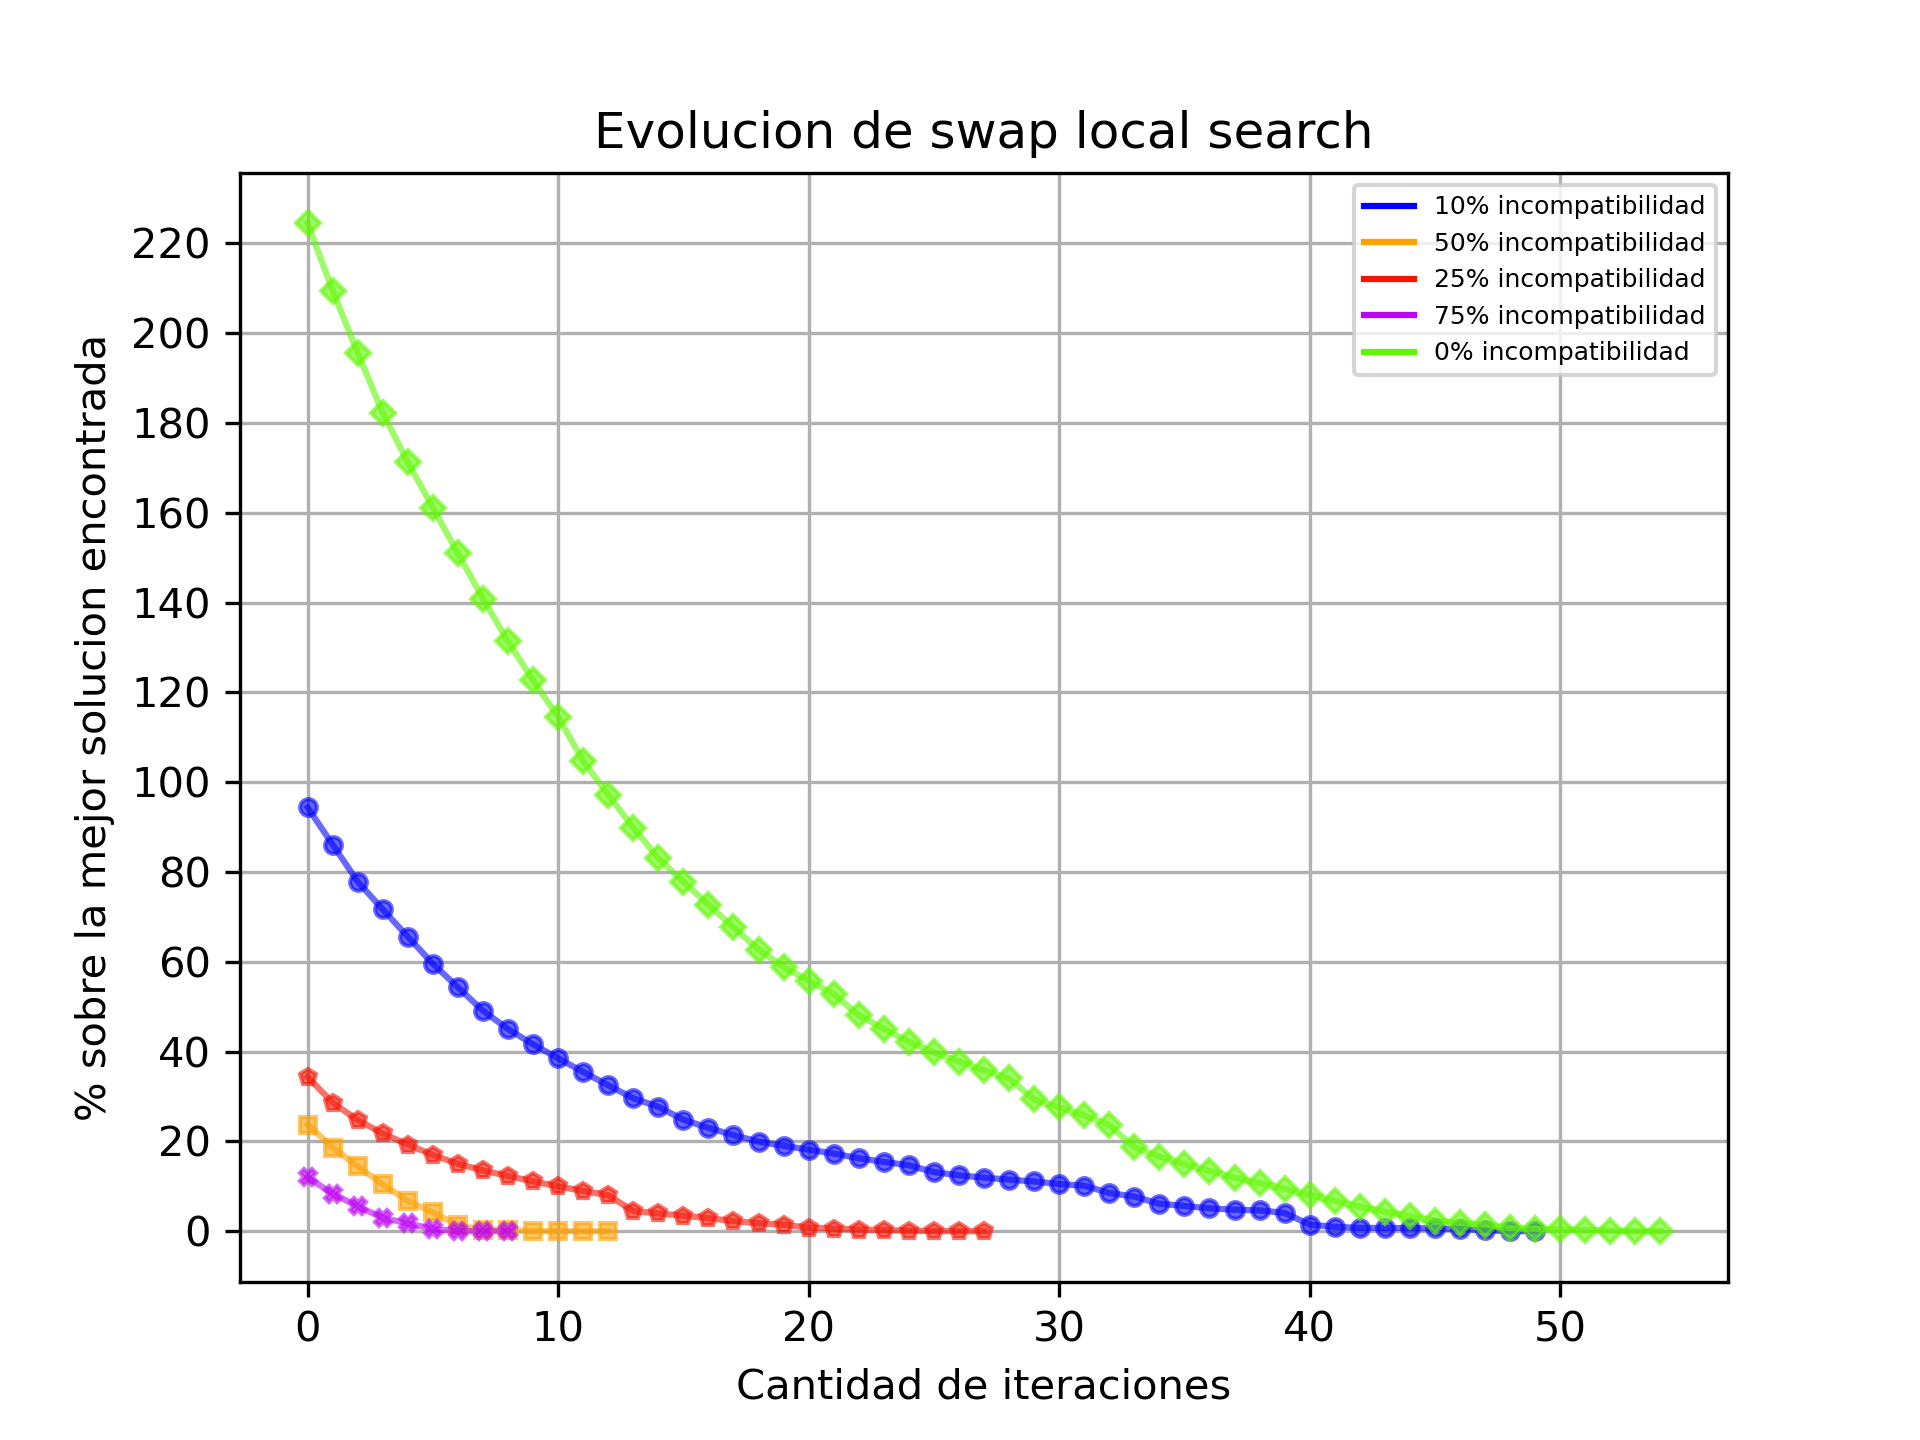 Evolucion de swap local search
10% incompatibilidad
50% incompatibilidad
25% incompatibilidad
75% incompatibilidad
0% incompatibilidad
% sobre la mejor solucion encontrada
220
200
180
160
140
120
100
80
60
40
20
0
0 10 20 30 40 50
Cantidad de iteraciones